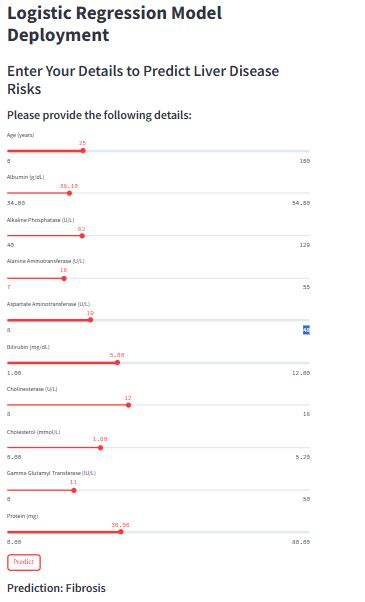 Logistic Regression Model
Deployment
Enter Your Details to Predict Liver Disease
Risks
Please provide the following details:
Age (years)
25
0 100
Albumin (g/dL)
38.10
34.00 54.00
Alkaline Phosphatase (U/L)
62
40 129
Alanine Aminotransferase (U/L)
16
7 55
Aspartate Aminotransferase (U/L)
19
8 48
Bilirubin (mg/dL)
5.00
1.00 12.00
Cholinesterase (U/L)
12
8 16
Cholesterol (mmol/L)
1.60
0.00 5.20
Gamma Glutamyl Transferase (IU/L)
11
0 50
Protein (mg)
30.00
0.00 80.00
Predict
Prediction: Fibrosis